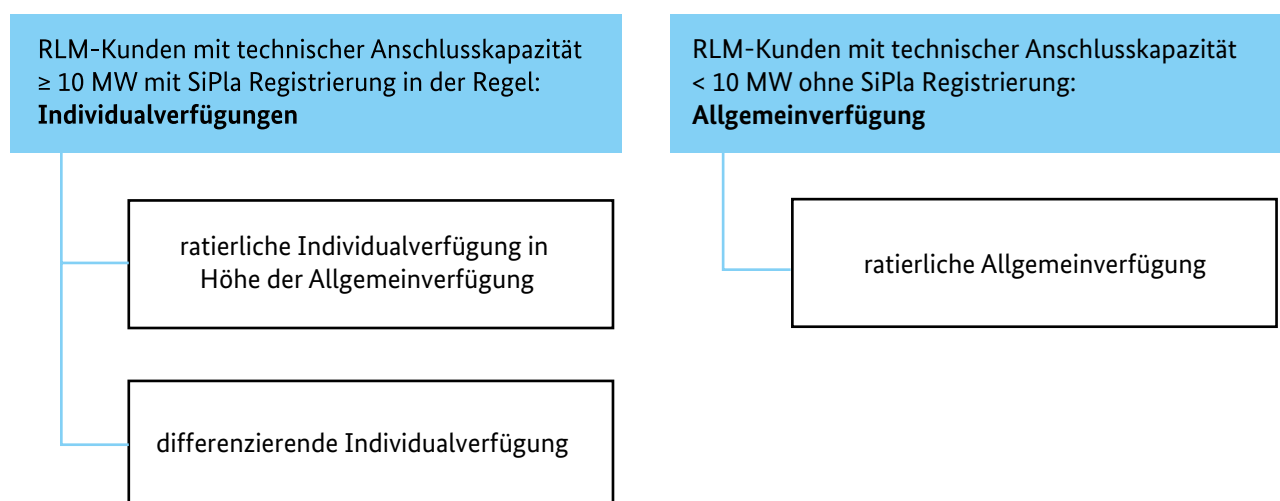 RLM-Kunden mit technischer Anschlusskapazität
≥ 10 MW mit SiPla Registrierung in der Regel:
Individualverfügungen
ratierliche Individualverfügung in
Höhe der Allgemeinverfügung
differenzierende Individualverfügung
RLM-Kunden mit technischer Anschlusskapazität
< 10 MW ohne SiPla Registrierung:
Allgemeinverfügung
ratierliche Allgemeinverfügung